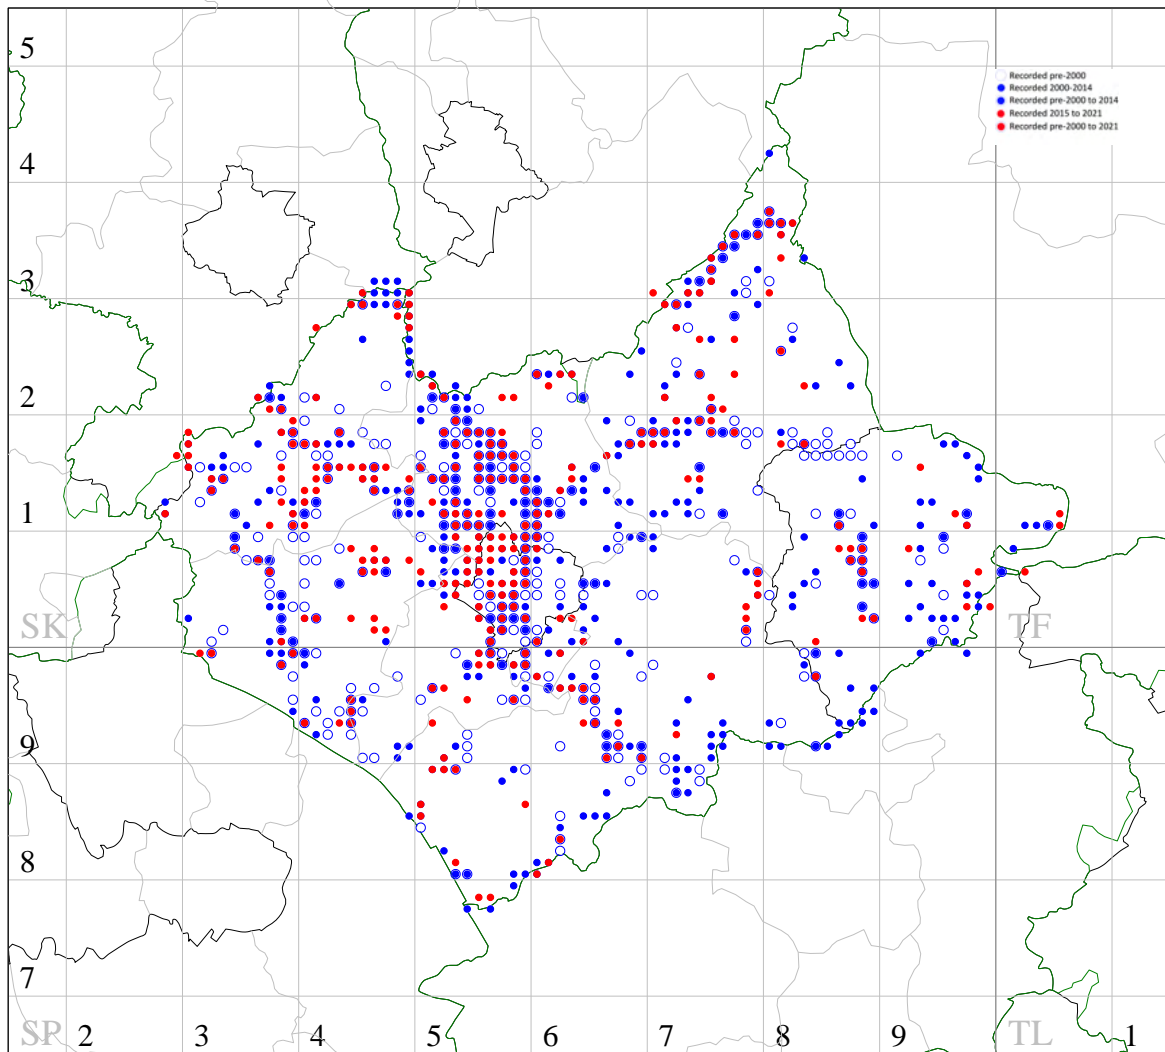 5
Recorded pre-2000
Recorded 2000-2014
Recorded pre-2000 to 2014
Recorded 2015 to 2021
Recorded pre-2000 to 2021
4
3
2
1
SK
TF
9
8
7
SP 2 3 4 5 6 7 8 9 TL 1